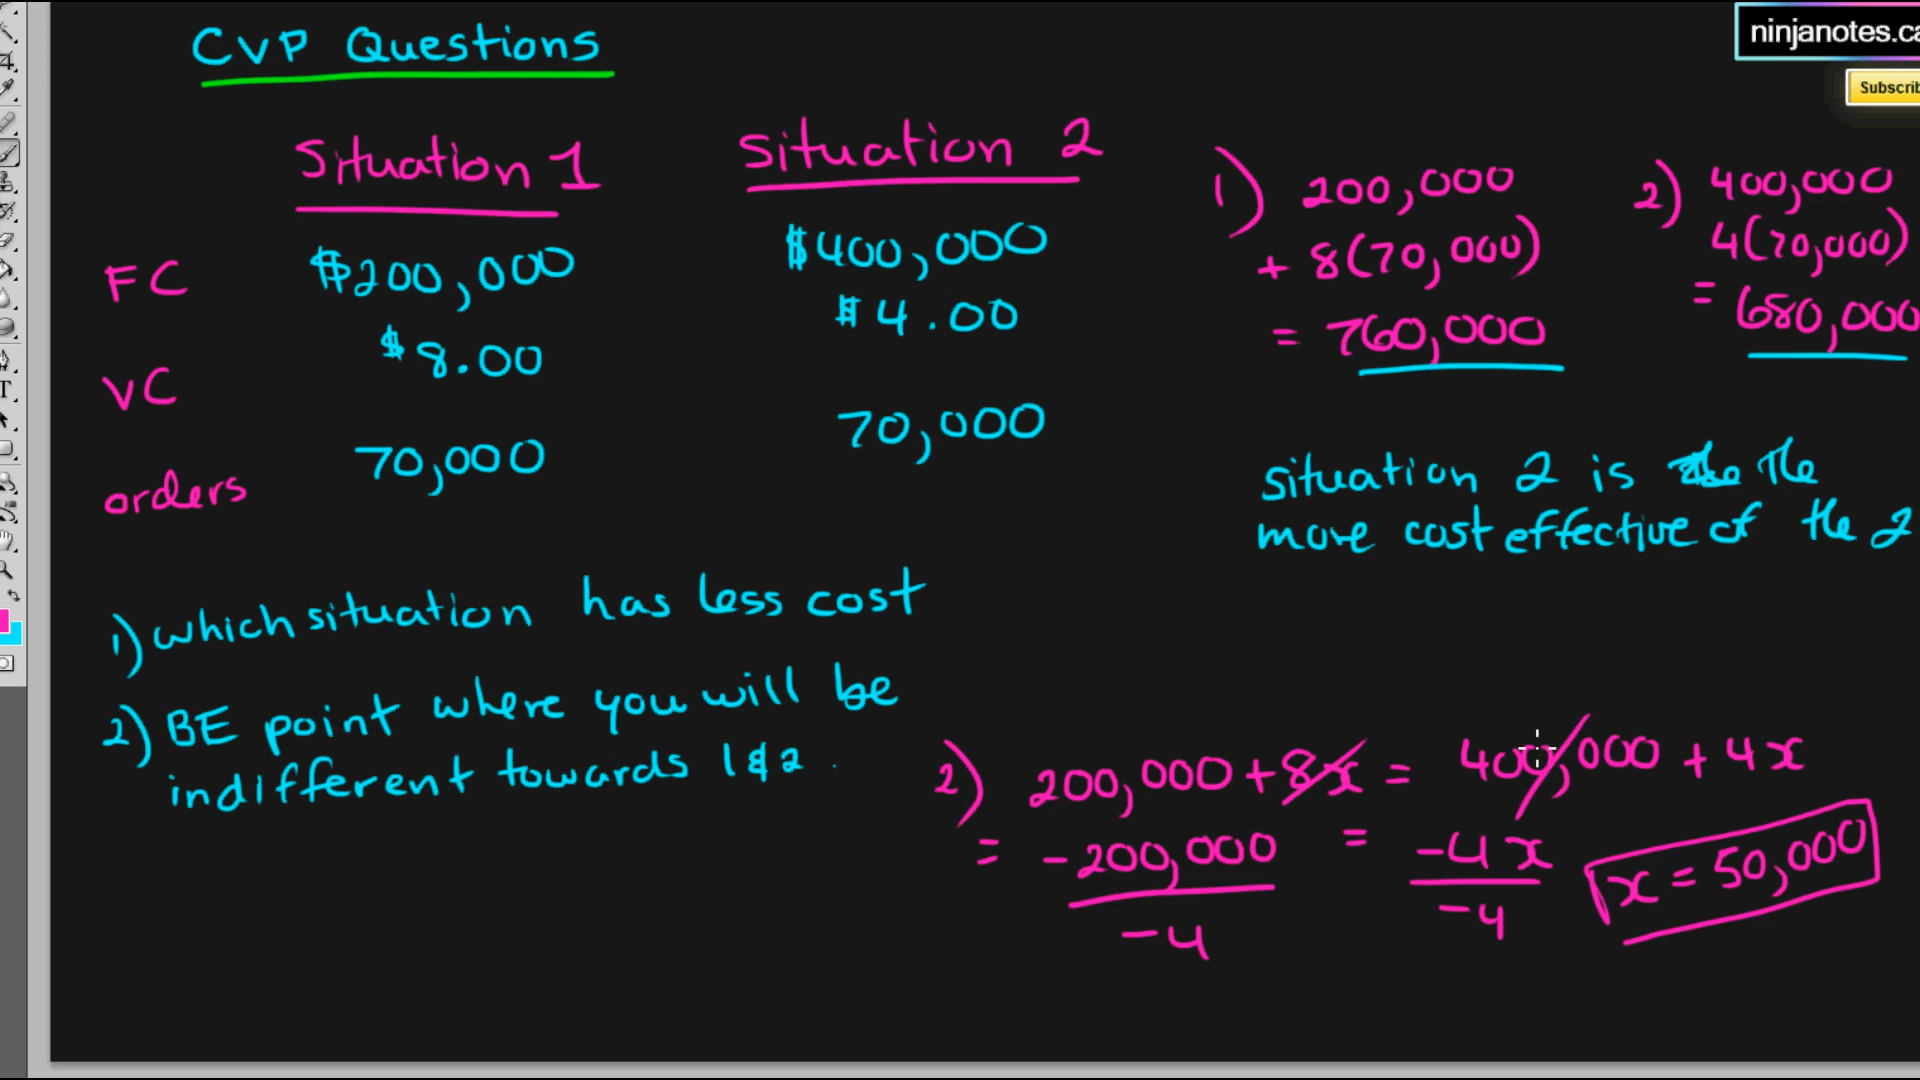 CVP Questions
ninjanotes.ca
Subscrib
Situation 1
Situation 2
FC $200,000 $400,000
VC $8.00 $4.00
orders 70,000 70,000
1) 200,000
+ 8(70,000)
= 760,000
2) 400,000
4(70,000)
= 680,000
situation 2 is the The
more cost effective of the 2
1) which situation has less cost
2) BE point where you will be
indifferent towards 1 & 2.
2) 200,000 + 8x = 400,000 + 4x
= -200,000 = -4x
-4 -4
x = 50,000